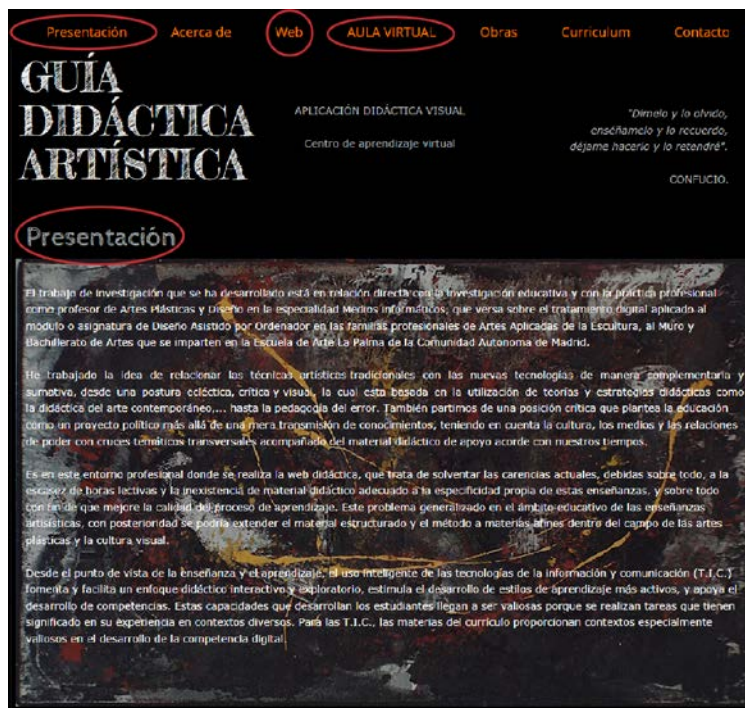 Presentación Acerca de Web AULA VIRTUAL Obras Curriculum Contacto
GUÍA
DIDÁCTICA
ARTÍSTICA
APLICACIÓN DIDÁCTICA VISUAL
Centro de aprendizaje virtual
"Dímelo y lo olvido,
enséñamelo y lo recuerdo,
déjame hacerlo y lo retendré".
CONFUCIO.
Presentación
El trabajo de investigación que se ha desarrollado está en relación directa con la investigación educativa y con la práctica profesional
como profesor de Artes Plásticas y Diseño en la especialidad Medios informáticos; que versa sobre el tratamiento digital aplicado al
módulo o asignatura de Diseño Asistido por Ordenador en las familias profesionales de Artes Aplicadas de la Escultura, al Muro y
Bachillerato de Artes que se imparten en la Escuela de Arte La Palma de la Comunidad Autonoma de Madrid.
He trabajado la idea de relacionar las técnicas artísticas tradicionales con las nuevas tecnologías de manera complementaria y
sumativa, desde una postura ecléctica, crítica y visual, la cual esta basada en la utilización de teorías y estrategias didácticas como
la didáctica del arte contemporáneo,... hasta la pedagogía del error. También partimos de una posición crítica que plantea la educación
como un proyecto político más allá de una mera transmisión de conocimientos, teniendo en cuenta la cultura, los medios y las relaciones
de poder con cruces temáticos transversales acompañado del material didáctico de apoyo acorde con nuestros tiempos.
Es en este entorno profesional donde se realiza la web didáctica, que trata de solventar las carencias actuales, debidas sobre todo, a la
escasez de horas lectivas y la inexistencia de material didáctico adecuado a la especificidad propia de estas enseñanzas, y sobre todo
con fin de que mejore la calidad del proceso de aprendizaje. Este problema generalizado en el ámbito educativo de las enseñanzas
artisísticas, con posterioridad se podría extender el material estructurado y el método a materias afines dentro del campo de las artes
plásticas y la cultura visual.
Desde el punto de vista de la enseñanza y el aprendizaje, el uso inteligente de las tecnologías de la información y comunicación (T.I.C.)
fomenta y facilita un enfoque didáctico interactivo y exploratorio, estimula el desarrollo de estilos de aprendizaje más activos, y apoya el
desarrollo de competencias. Estas capacidades que desarrollan los estudiantes llegan a ser valiosas porque se realizan tareas que tienen
significado en su experiencia en contextos diversos. Para las T.I.C., las materias del currículo proporcionan contextos especialmente
valiosos en el desarrollo de la competencia digital